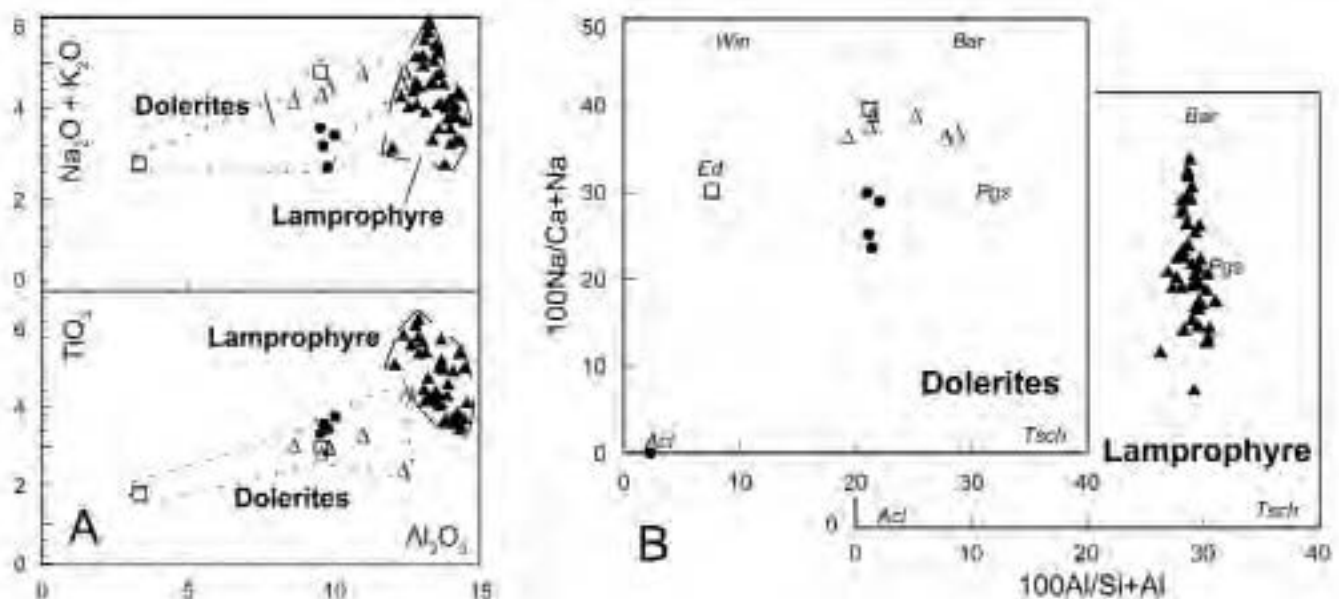 6
4
2
0
Na₂O + K₂O
Dolerites
Lamprophyre
6
4
2
0
TiO₂
Lamprophyre
Dolerites
A
Al₂O₃
0
5
10
15
50
40
30
20
10
0
100Na/Ca+Na
Win
Bar
Ed
Pgs
Dolerites
Act
Tsch
0
10
20
30
40
B
Bar
Pgs
Lamprophyre
0
Act
Tsch
0
10
20
30
40
100Al/Si+Al